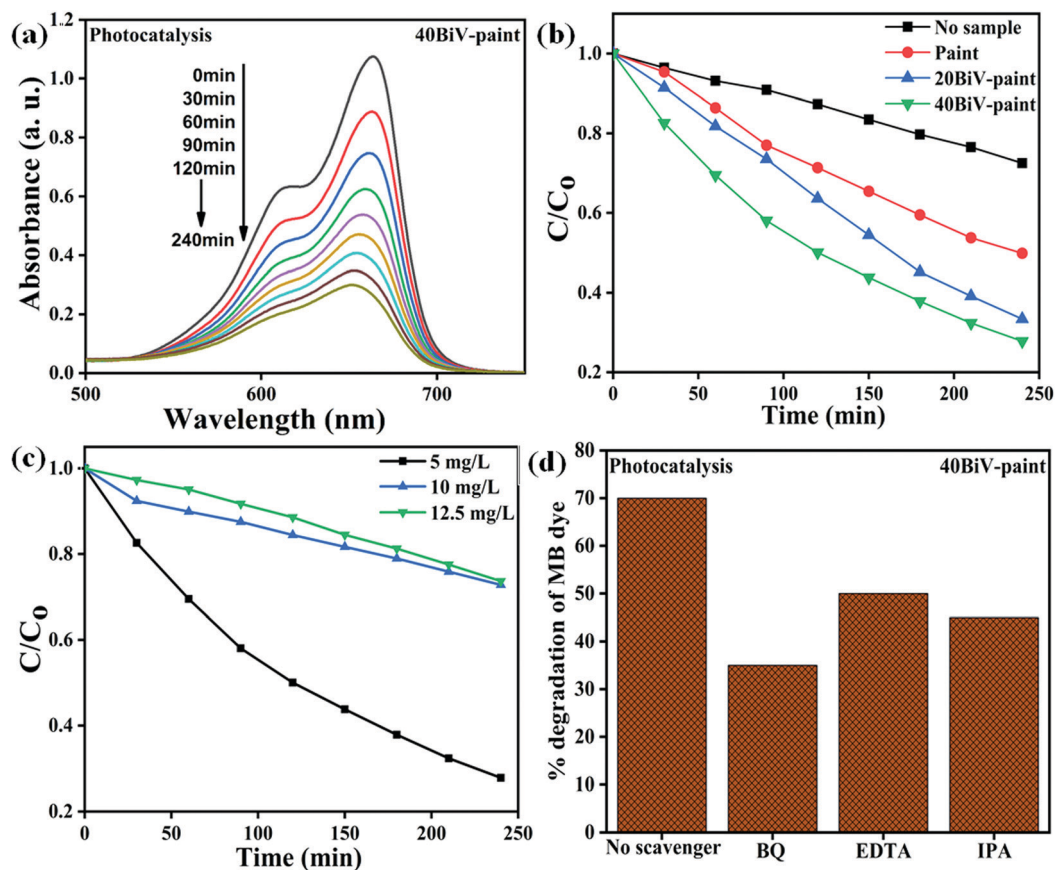 (a)
Photocatalysis
40BiV-paint
0min
30min
60min
90min
120min
240min
1.2
1.0
0.8
0.6
0.4
0.2
0.0
Absorbance (a. u.)
500
600
700
Wavelength (nm)
(b)
No sample
Paint
20BiV-paint
40BiV-paint
1.0
0.8
0.6
0.4
0.2
C/Co
0
50
100
150
200
250
Time (min)
(c)
5 mg/L
10 mg/L
12.5 mg/L
1.0
0.8
0.6
0.4
0.2
C/Co
0
50
100
150
200
250
Time (min)
(d)
Photocatalysis
40BiV-paint
80
70
60
50
40
30
20
10
0
% degradation of MB dye
No scavenger
BQ
EDTA
IPA